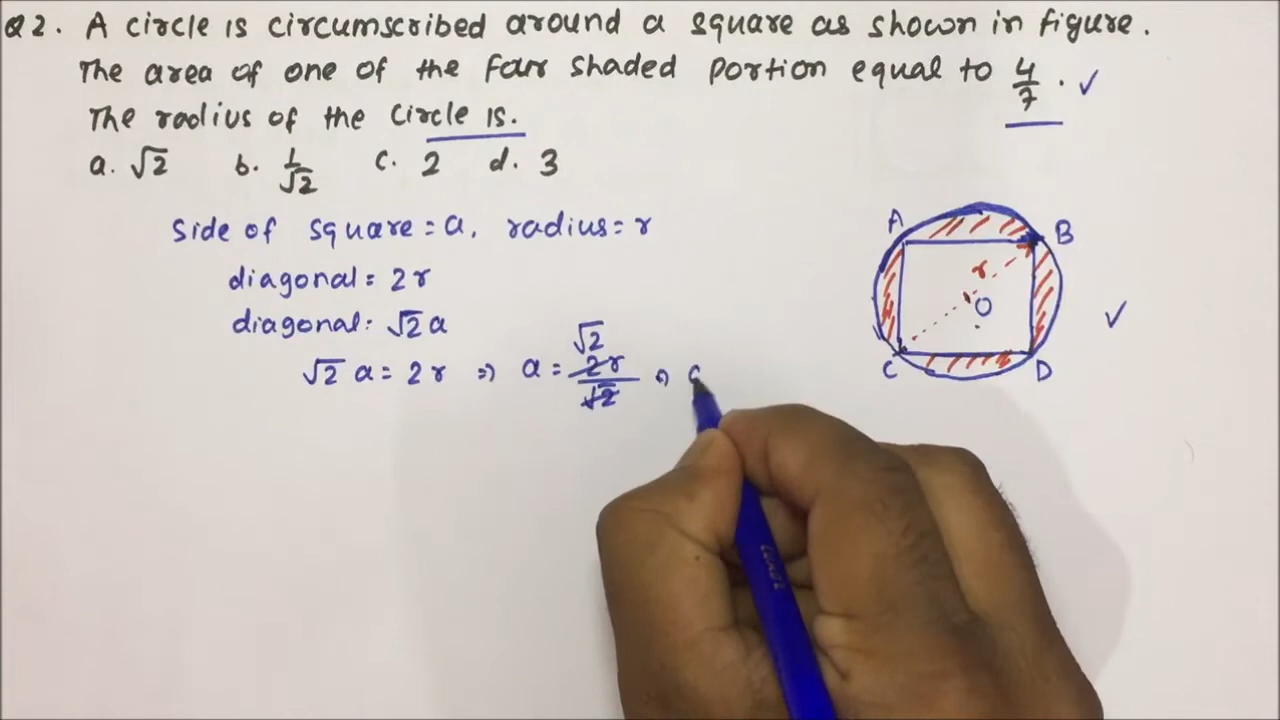 Q2. A circle is circumscribed around a square as shown in figure.
The area of one of the four shaded portion equal to 4/7. ✓
The radius of the circle is.
a. √2 b. 1/√2 c. 2 d. 3
Side of square = a, radius = r
diagonal = 2r
diagonal = √2 a
√2 a = 2r ⇒ a = √2 2r/√2 ⇒ a
A B
r
O ✓
C D